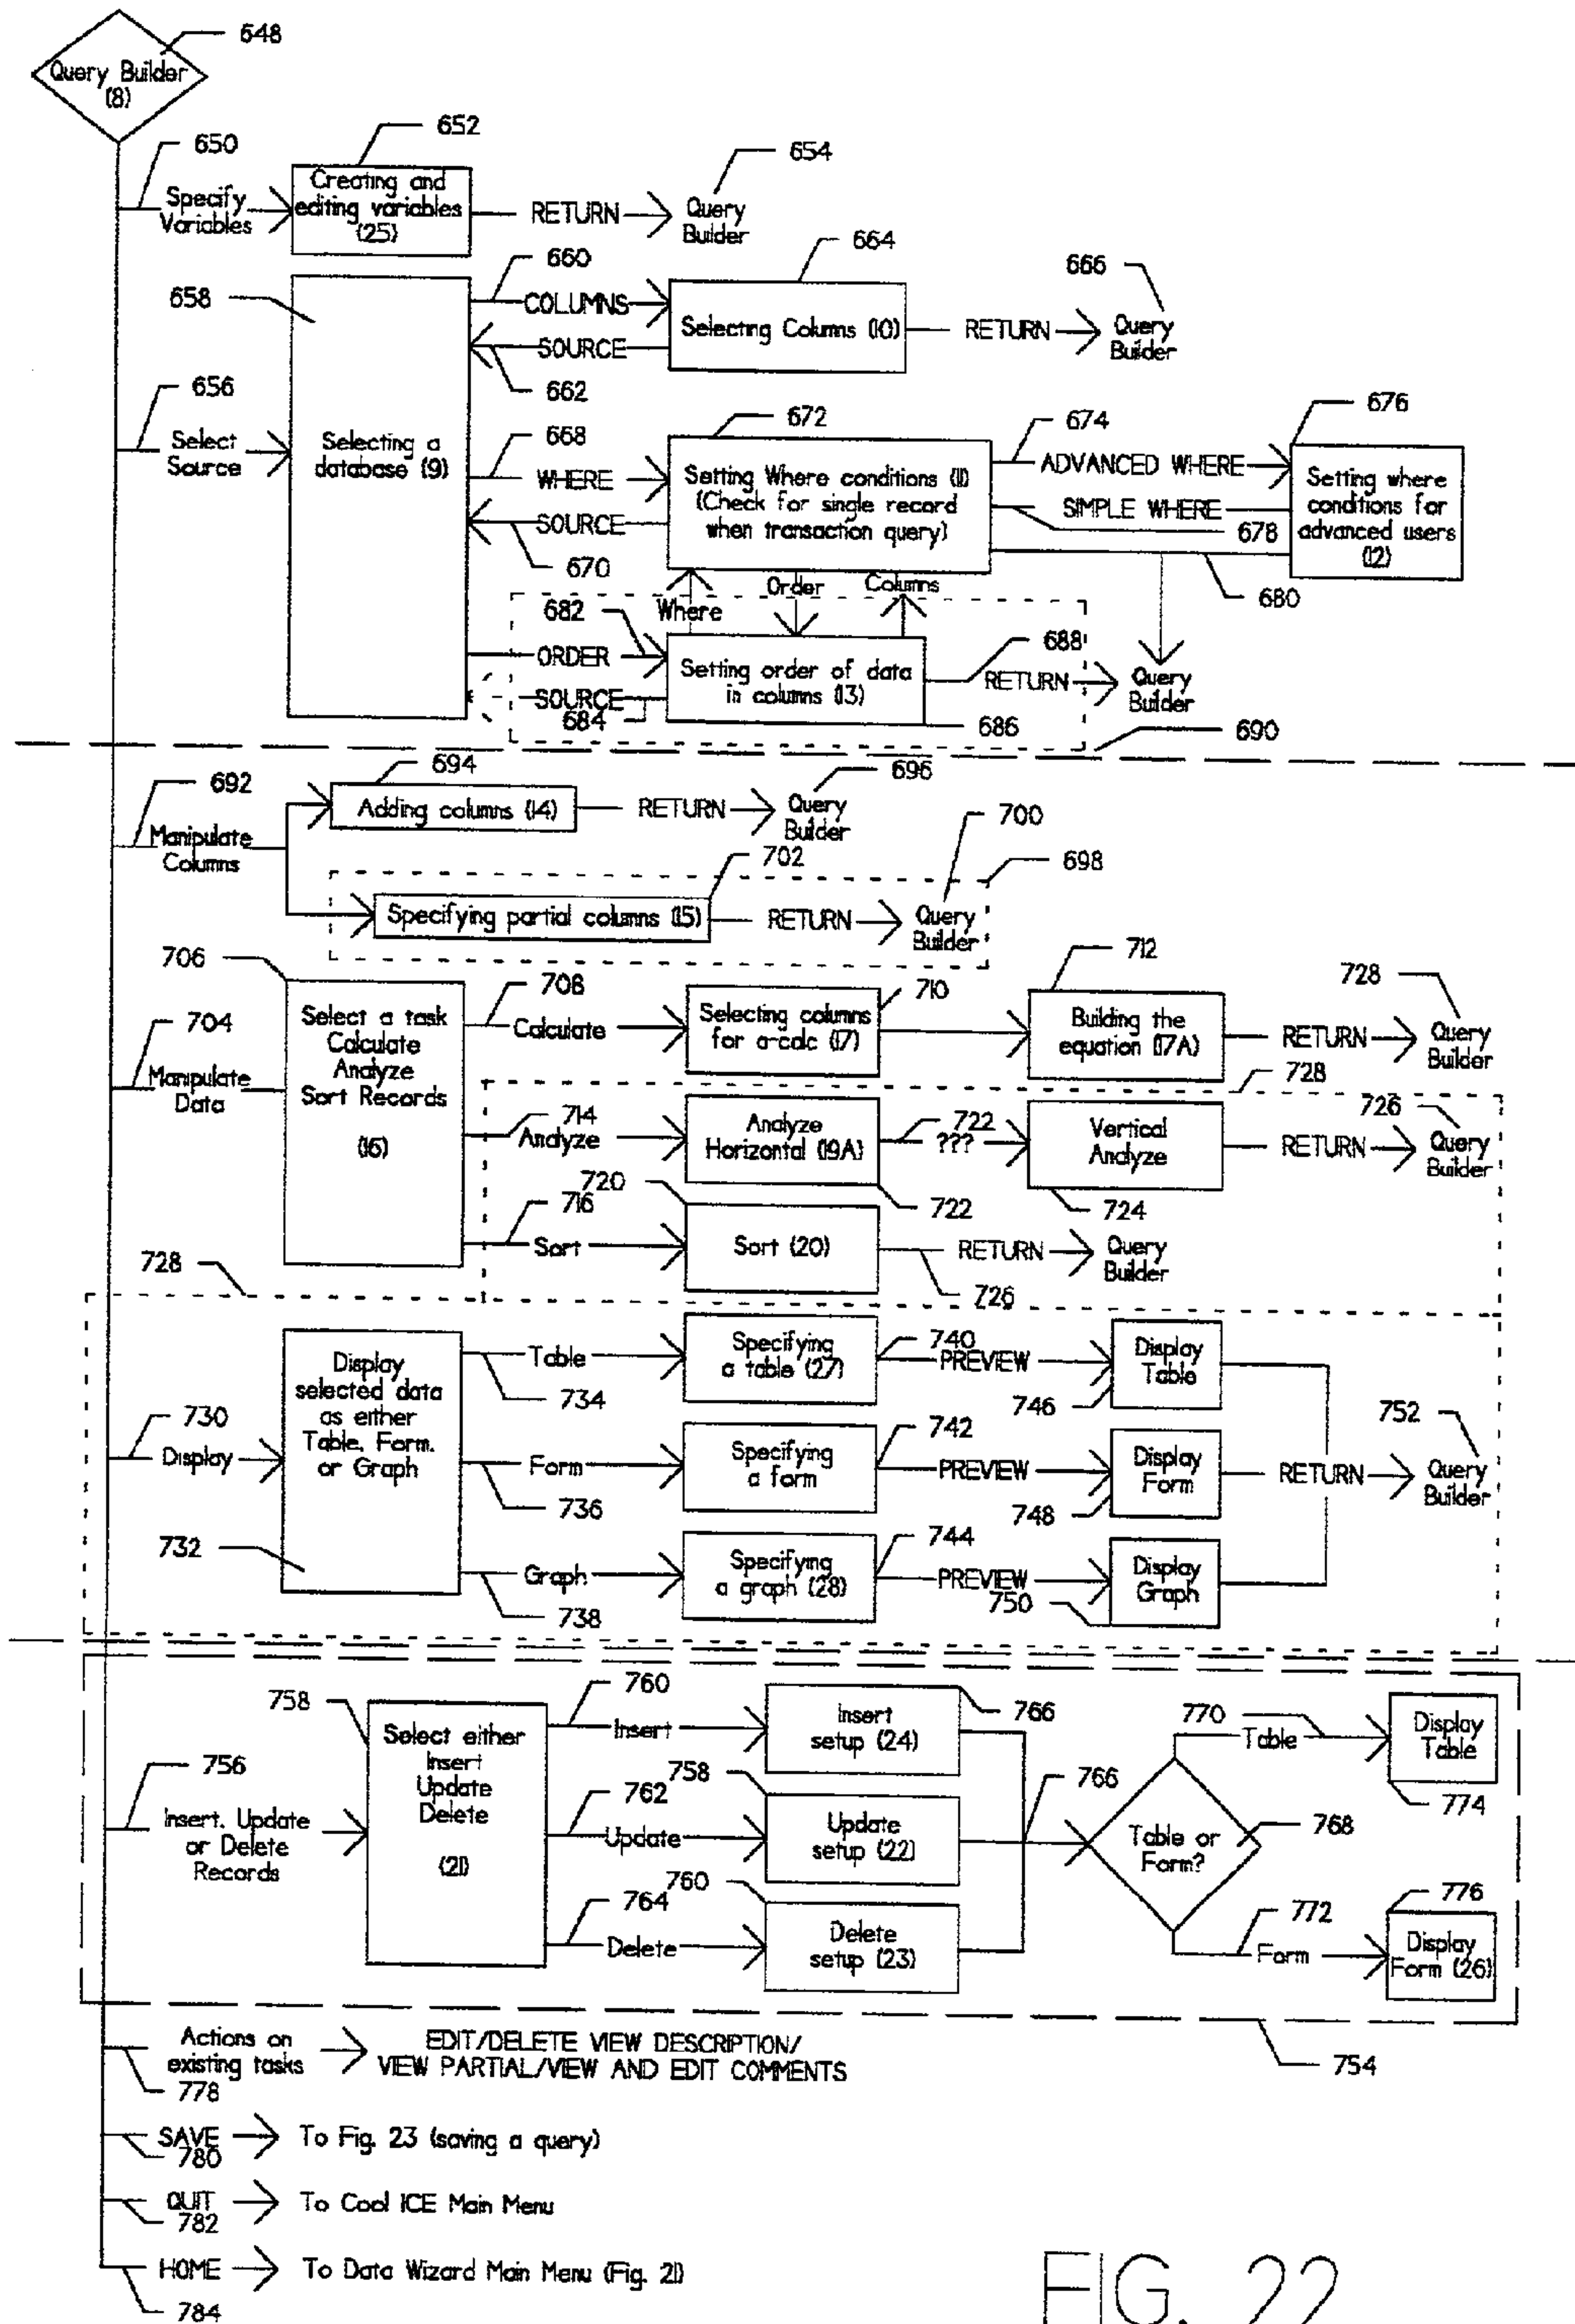 648
Query Builder
(8)
650
Specify
Variables
652
Creating and
editing variables
(25)
RETURN
654
Query
Builder
656
Select
Source
658
Selecting a
database (9)
660
COLUMNS
SOURCE
662
664
Selecting Columns (10)
RETURN
666
Query
Builder
668
WHERE
SOURCE
670
672
Setting Where conditions (11)
(Check for single record
when transaction query)
674
ADVANCED WHERE
SIMPLE WHERE
678
676
Setting where
conditions for
advanced users
(12)
680
Where
Order
Columns
682
ORDER
SOURCE
684
Setting order of data
in columns (13)
686
688
RETURN
Query
Builder
690
692
Manipulate
Columns
694
Adding columns (14)
RETURN
696
Query
Builder
698
702
Specifying partial columns (15)
RETURN
700
Query
Builder
704
Manipulate
Data
706
Select a task
Calculate
Analyze
Sort Records
(16)
708
Calculate
710
Selecting columns
for a-calc (17)
712
Building the
equation (17A)
RETURN
728
Query
Builder
728
714
Analyze
Analyze
Horizontal (19A)
722
722
???
Vertical
Analyze
724
RETURN
726
Query
Builder
716
Sort
720
Sort (20)
726
RETURN
Query
Builder
728
730
Display
732
Display
selected data
as either
Table, Form,
or Graph
Table
734
Specifying
a table (27)
740
PREVIEW
746
Display
Table
Form
736
Specifying
a form
742
PREVIEW
748
Display
Form
RETURN
752
Query
Builder
Graph
738
Specifying
a graph (28)
744
PREVIEW
750
Display
Graph
756
Insert, Update
or Delete
Records
758
Select either
Insert
Update
Delete
(21)
760
Insert
Insert
setup (24)
766
762
Update
758
Update
setup (22)
764
Delete
760
Delete
setup (23)
766
Table or
Form?
768
770
Table
Display
Table
774
772
Form
776
Display
Form (26)
754
Actions on
existing tasks
778
EDIT/DELETE VIEW DESCRIPTION/
VIEW PARTIAL/VIEW AND EDIT COMMENTS
SAVE
780
To Fig. 23 (saving a query)
QUIT
782
To Cool ICE Main Menu
HOME
784
To Data Wizard Main Menu (Fig. 21)
FIG. 22